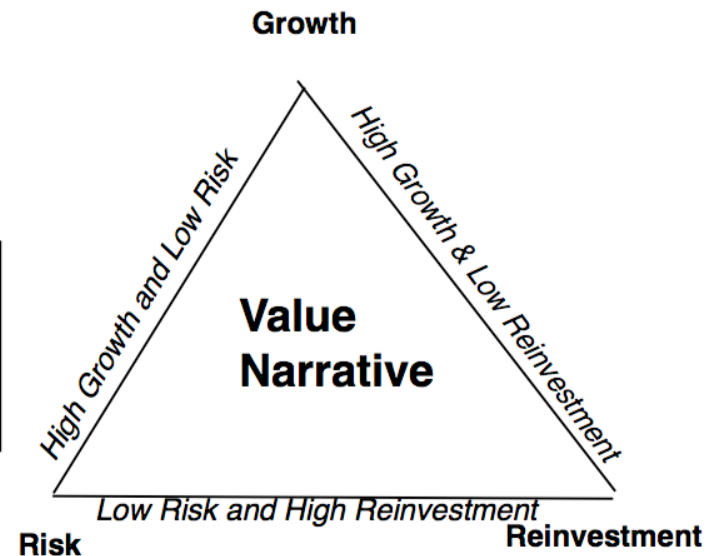 Growth
High Growth and Low Risk
High Growth & Low Reinvestment
Value
Narrative
Low Risk and High Reinvestment
Risk
Reinvestment